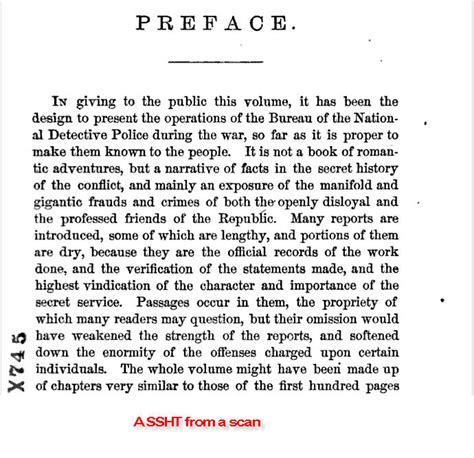 PREFACE.
In giving to the public this volume, it has been the
design to present the operations of the Bureau of the Nation-
al Detective Police during the war, so far as it is proper to
make them known to the people. It is not a book of roman-
tic adventures, but a narrative of facts in the secret history
of the conflict, and mainly an exposure of the manifold and
gigantic frauds and crimes of both the openly disloyal and
the professed friends of the Republic. Many reports are
introduced, some of which are lengthy, and portions of them
are dry, because they are the official records of the work
done, and the verification of the statements made, and the
highest vindication of the character and importance of the
secret service. Passages occur in them, the propriety of
which many readers may question, but their omission would
have weakened the strength of the reports, and softened
down the enormity of the offenses charged upon certain
individuals. The whole volume might have been made up
of chapters very similar to those of the first hundred pages
X745
ASSHT from a scan